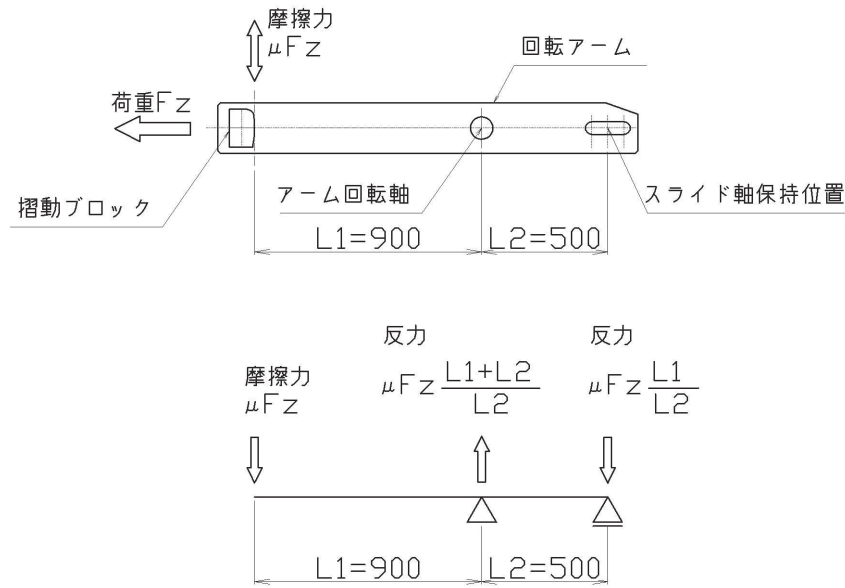 摩擦力
μFz
回転アーム
荷重Fz
摺動ブロック
アーム回転軸
スライド軸保持位置
L1=900
L2=500
反力
反力
摩擦力
μFz
μFz L1+L2
L2
μFz L1
L2
L1=900
L2=500